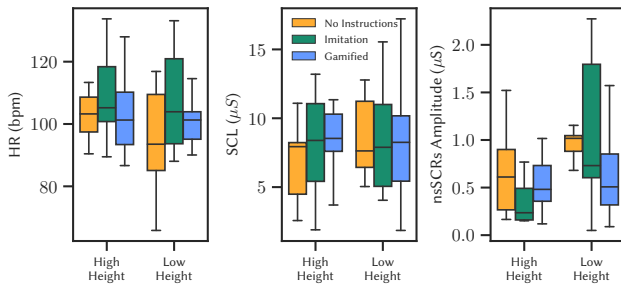 HR (bpm)
120
100
80
High
Height
Low
Height
SCL (μS)
15
10
5
No Instructions
Imitation
Gamified
High
Height
Low
Height
nsSCRs Amplitude (μS)
2.0
1.5
1.0
0.5
0.0
High
Height
Low
Height